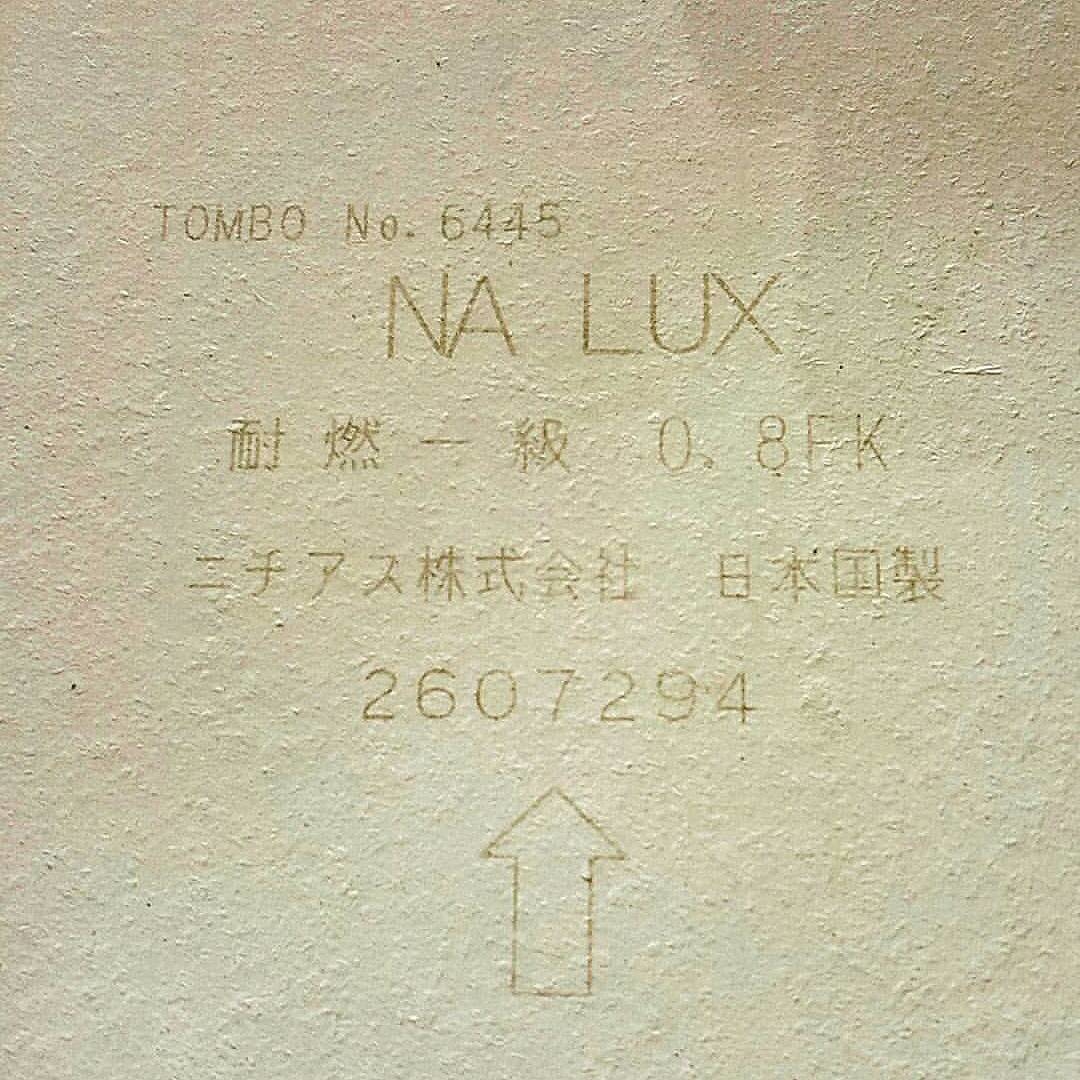 TOMBO No. 6445
NA LUX
耐燃一級 0.8FK
ニチアス株式会社 日本国製
2607294